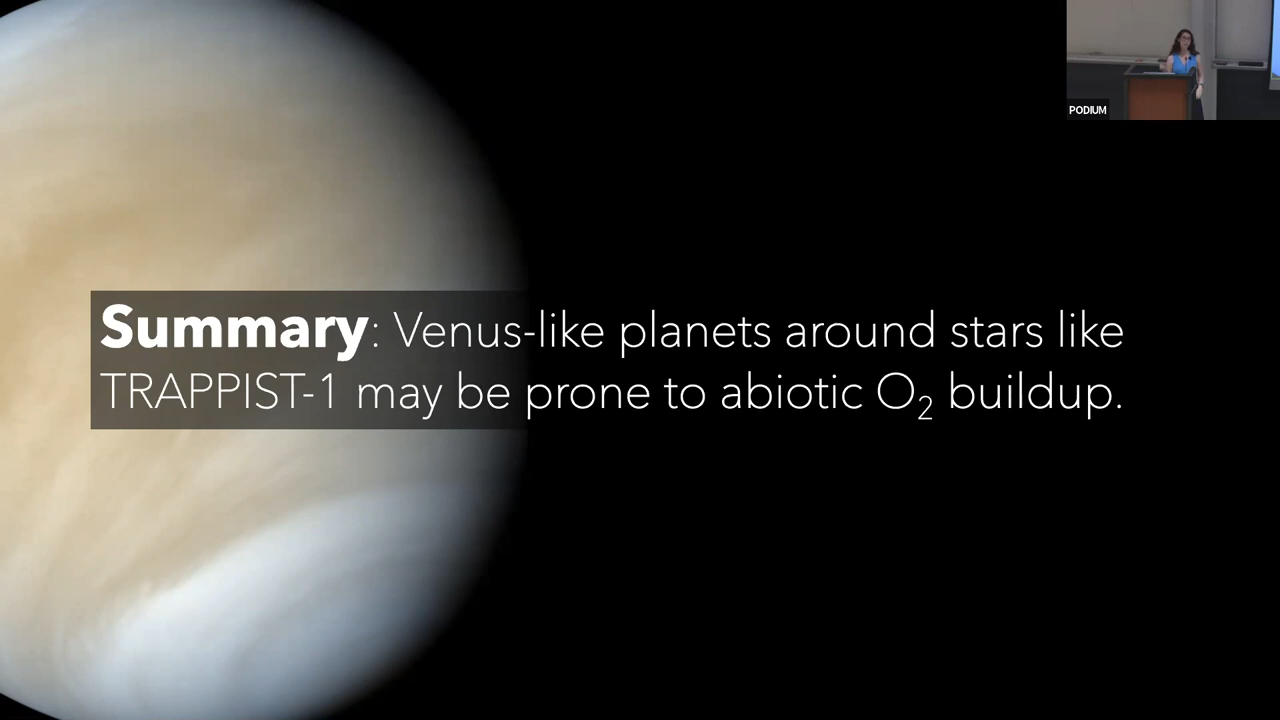 PODIUM
Summary: Venus-like planets around stars like
TRAPPIST-1 may be prone to abiotic O₂ buildup.